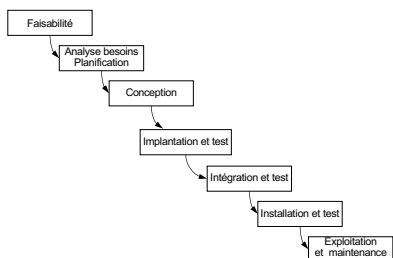 Faisabilité
Analyse besoins
Planification
Conception
Implantation et test
Intégration et test
Installation et test
Exploitation
et maintenance